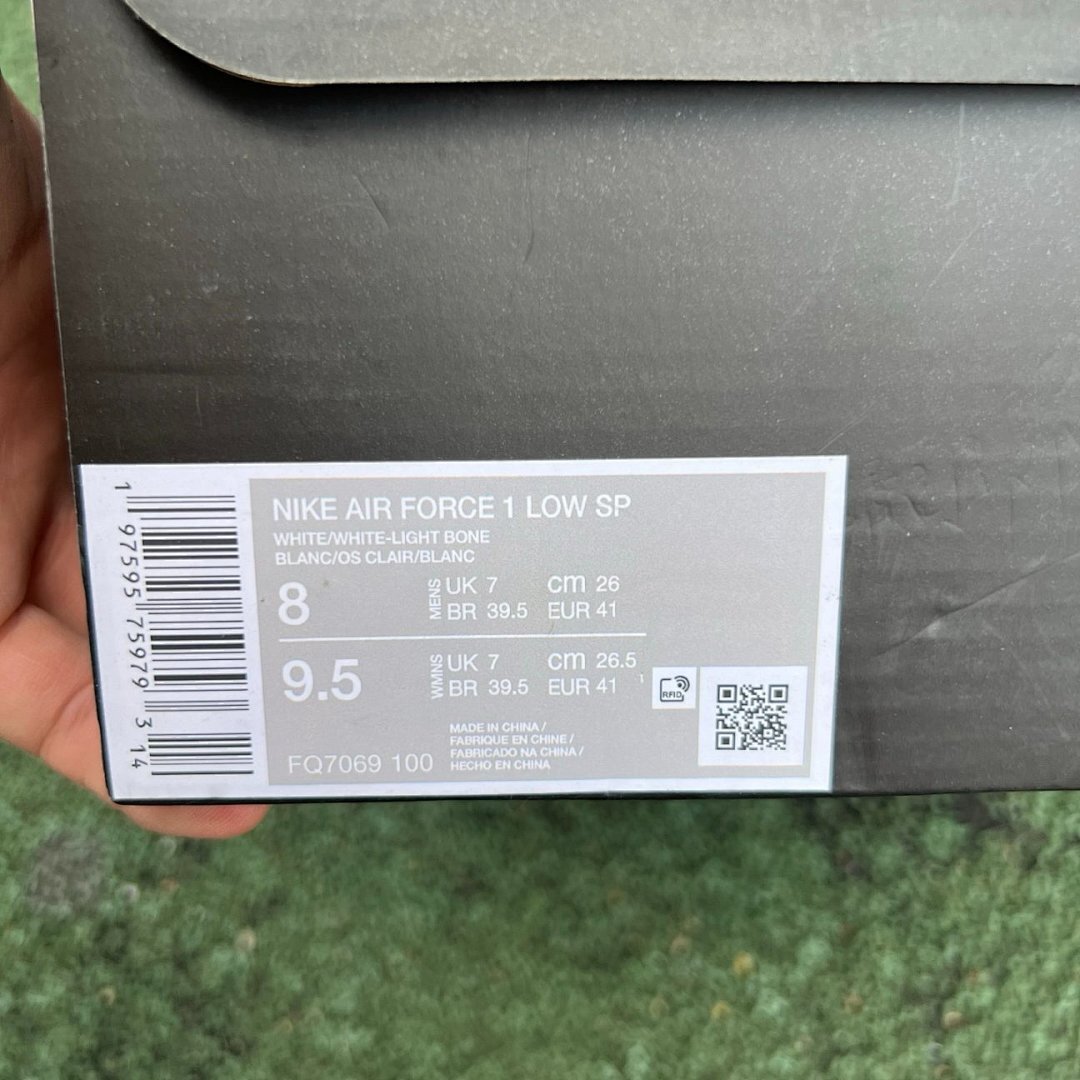 NIKE AIR FORCE 1 LOW SP
WHITE/WHITE-LIGHT BONE
BLANC/OS CLAIR/BLANC
8 MENS UK 7 cm 26
BR 39.5 EUR 41
9.5 WMNS UK 7 cm 26.5
BR 39.5 EUR 41 1
RFID
MADE IN CHINA /
FABRIQUE EN CHINE /
FABRICADO NA CHINA /
HECHO EN CHINA
FQ7069 100
1 97595 75979 3 14